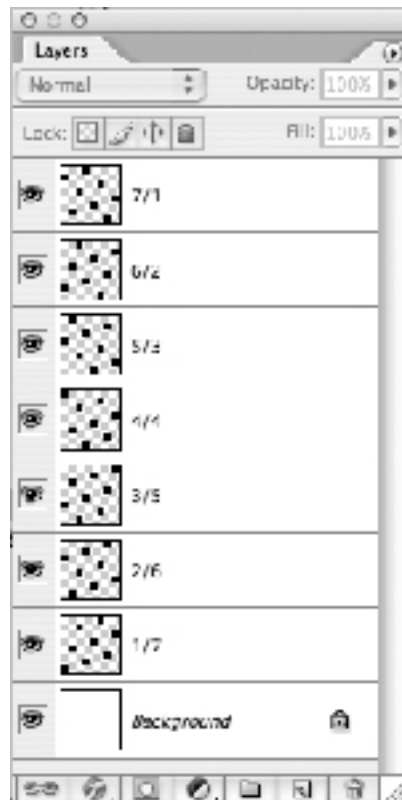 Layers
Normal Opacity: 100%
Lock: Fill: 100%
7/1
6/2
5/3
4/4
3/5
2/6
1/7
Background